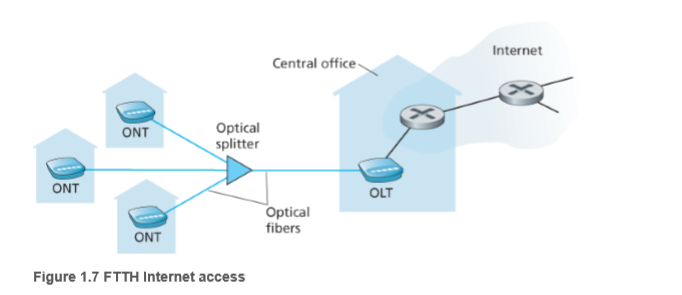 Internet
Central office
ONT
Optical
splitter
ONT
OLT
Optical
fibers
ONT
Figure 1.7 FTTH Internet access